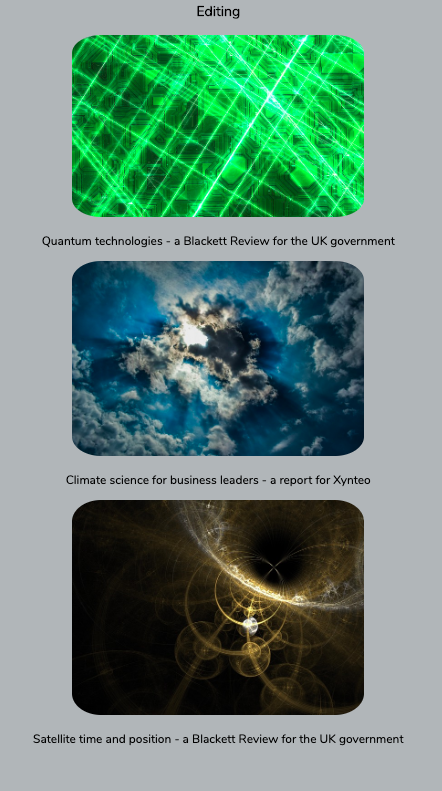 Editing
Quantum technologies - a Blackett Review for the UK government
Climate science for business leaders - a report for Xynteo
Satellite time and position - a Blackett Review for the UK government